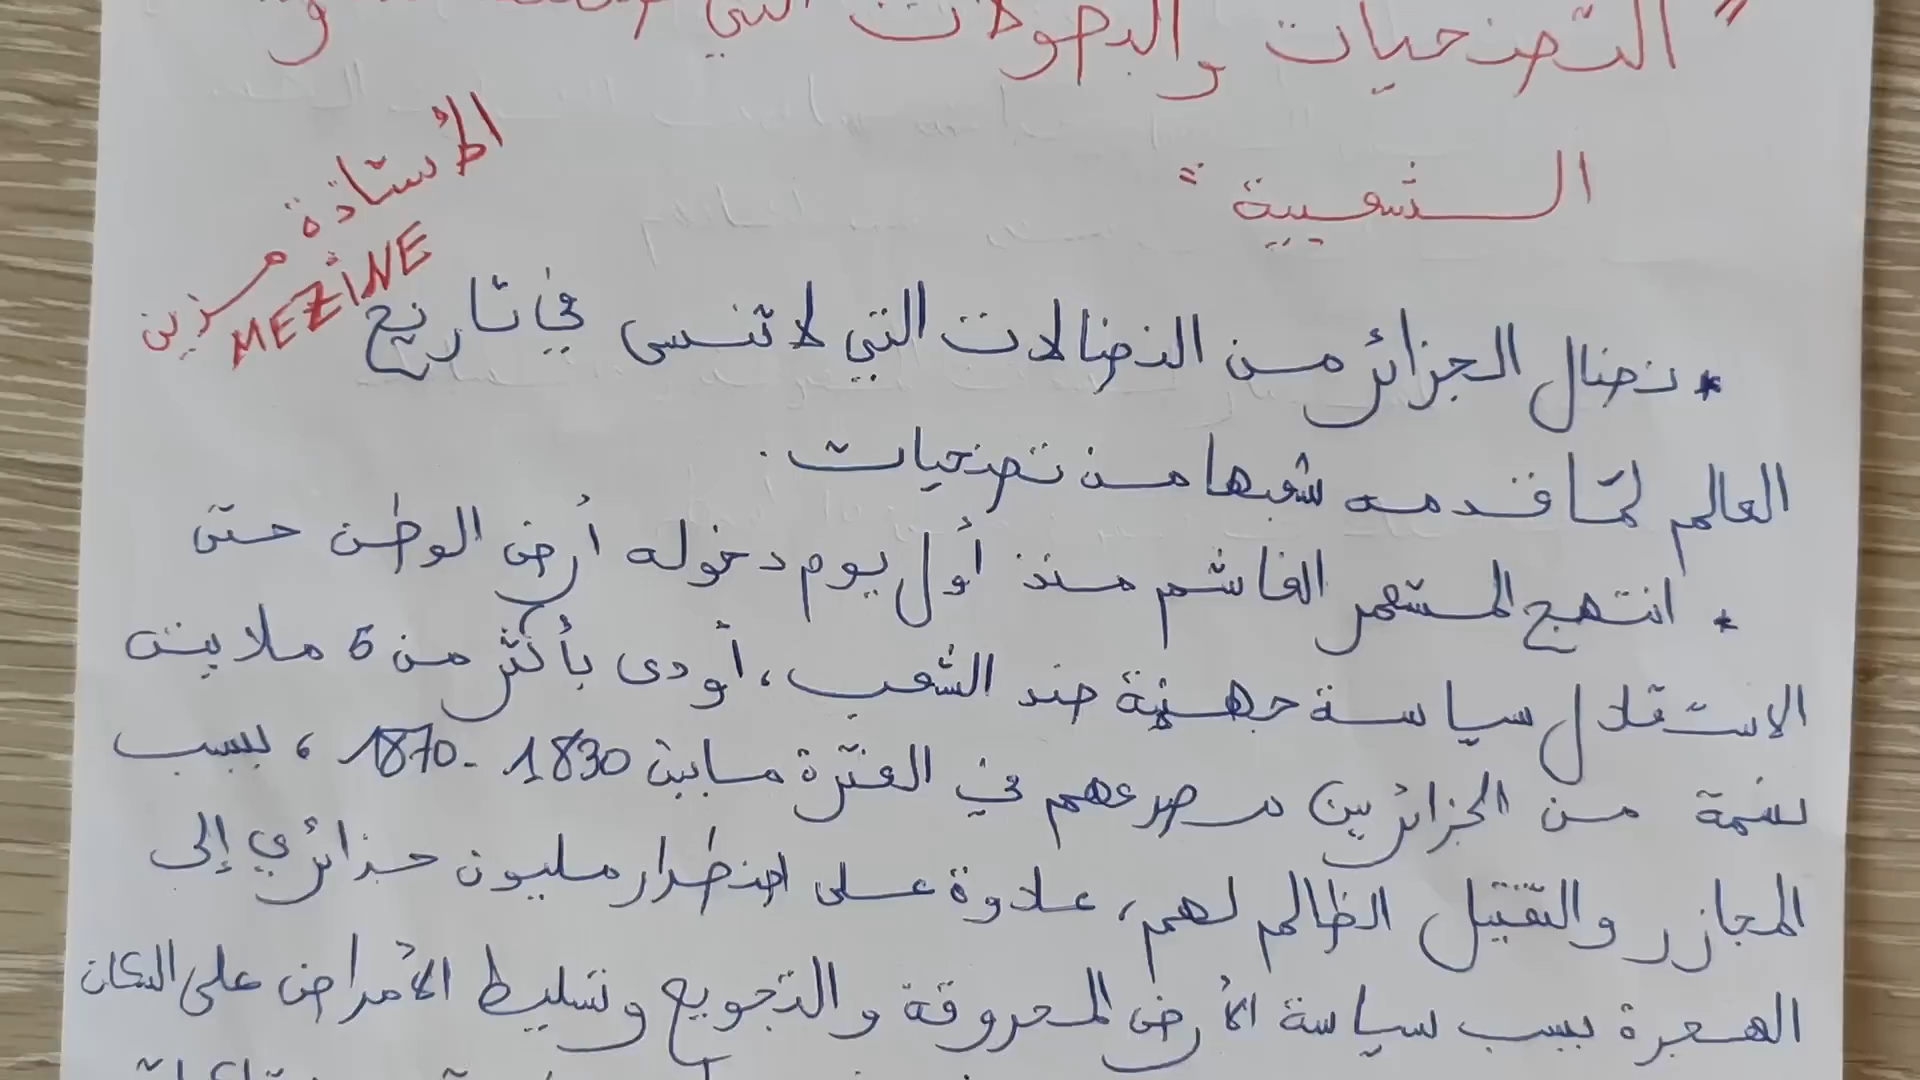 " التضحيات والبطولات التي
الشعبية "
الأستاذة مزين
MEZINE
* نضال الجزائر من النضالات التي لا تنسى في تاريخ
العالم لمّا قدمه شعبها من تضحيات .
* انتهج المستعمر الغاشم منذ أول يوم دخوله أرض الوطن حتى
الاستقلال سياسة جهنمية ضد الشعب، أودى بأكثر من 6 ملايين
نسمة من الجزائريين مصرعهم في الفترة مابين 1830 - 1870 ، بسبب
المجازر والتقتيل الظالم لهم، علاوة على اضطرار مليون جزائري إلى
الهجرة بسبب سياسة الأرض المحروقة والتجويع وتسليط الأمراض على السكان